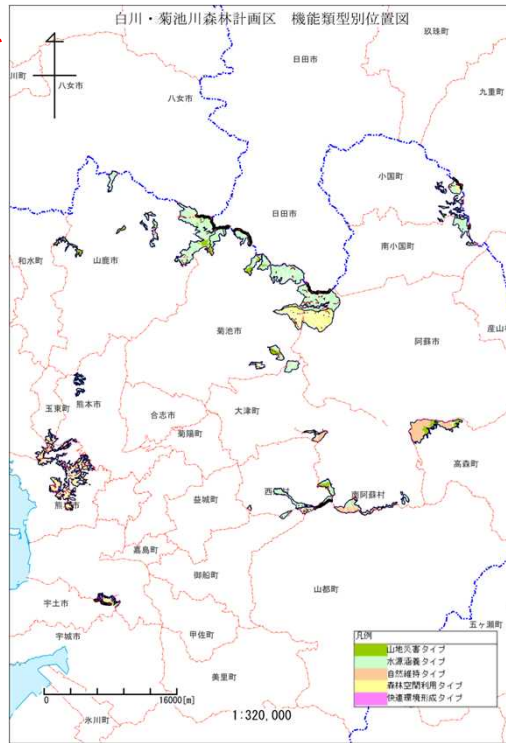 白川・菊池川森林計画区 機能類型別位置図
玖珠町
日田市
川町
八女市
八女市
九重町
小国町
日田市
南小国町
和水町
山鹿市
産山
菊池市
阿蘇市
玉東町
熊本市
合志市
大津町
菊陽町
高森町
益城町
西
南阿蘇村
熊
市
嘉島町
御船町
山都町
宇土市
五ヶ瀬町
宇城市
甲佐町
美里町
氷川町
凡例
山地災害タイプ
水源涵養タイプ
自然維持タイプ
森林空間利用タイプ
快適環境形成タイプ
0 16000[m]
1:320,000